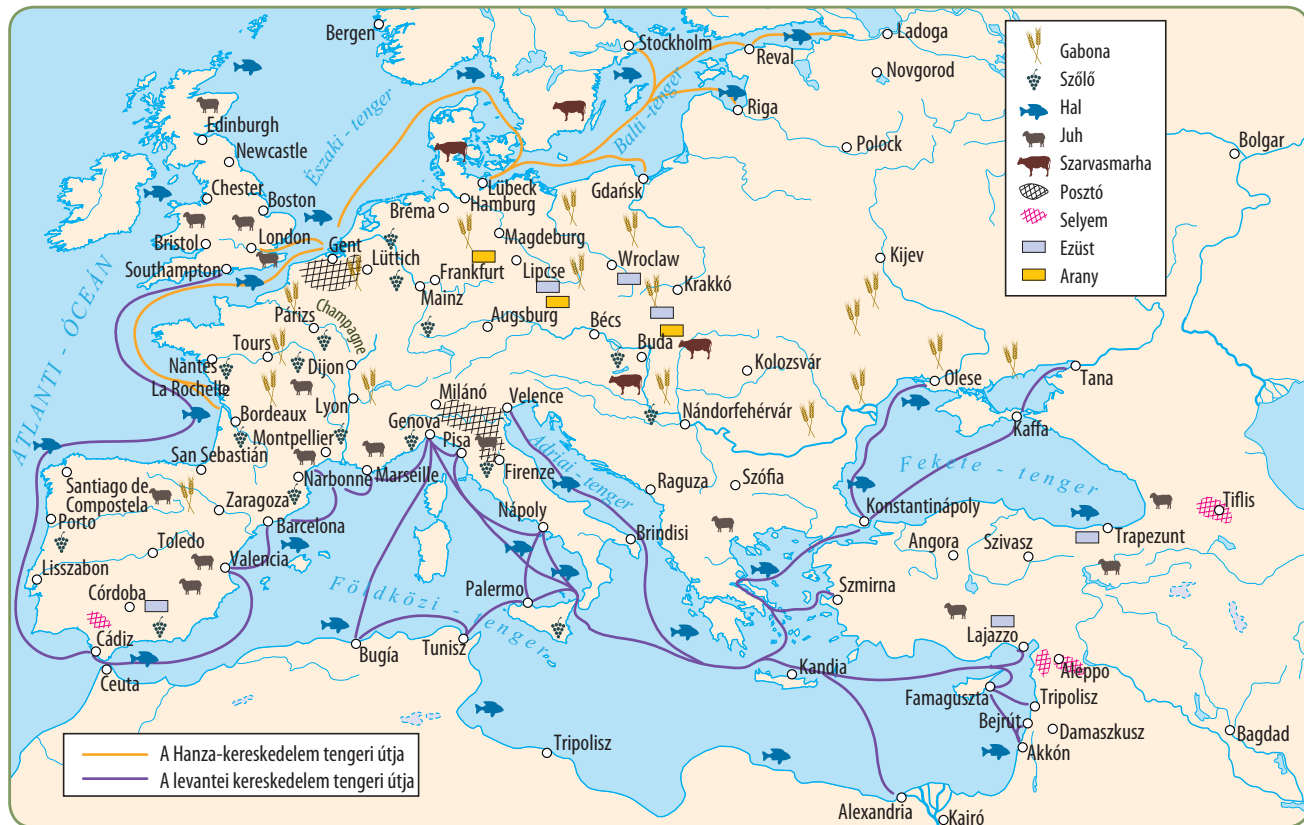 Bergen
Stockholm
Ladoga
Reval
Novgorod
Riga
Edinburgh
Newcastle
Északi - tenger
Balti - tenger
Polock
Bolgar
Chester
Boston
Lübeck
Hamburg
Gdańsk
Bréma
Bristol
London
Gent
Magdeburg
Southampton
Lüttich
Frankfurt
Lipcse
Wroclaw
Kijev
Mainz
Krakkó
ATLANTI - ÓCEÁN
Párizs
Champagne
Augsburg
Bécs
Buda
Tours
Nantes
Dijon
Kolozsvár
Olese
Tana
La Rochelle
Lyon
Milánó
Velence
Bordeaux
Genova
Nándorfehérvár
Kaffa
Montpellier
Pisa
Adriai tenger
San Sebastián
Narbonne
Marseille
Firenze
Fekete - tenger
Santiago de
Compostela
Zaragoza
Raguza
Szófia
Tiflis
Porto
Barcelona
Nápoly
Brindisi
Konstantinápoly
Trapezunt
Toledo
Valencia
Angora
Szivasz
Lisszabon
Földközi - tenger
Palermo
Szmirna
Córdoba
Cádiz
Bugía
Tunisz
Lajazzo
Ceuta
Kandia
Aleppo
Famaguszta
Tripolisz
Bejrút
Damaszkusz
Bagdad
Tripolisz
Akkón
Alexandria
Kairó
Gabona
Szőlő
Hal
Juh
Szarvasmarha
Posztó
Selyem
Ezüst
Arany
A Hanza-kereskedelem tengeri útja
A levantei kereskedelem tengeri útja